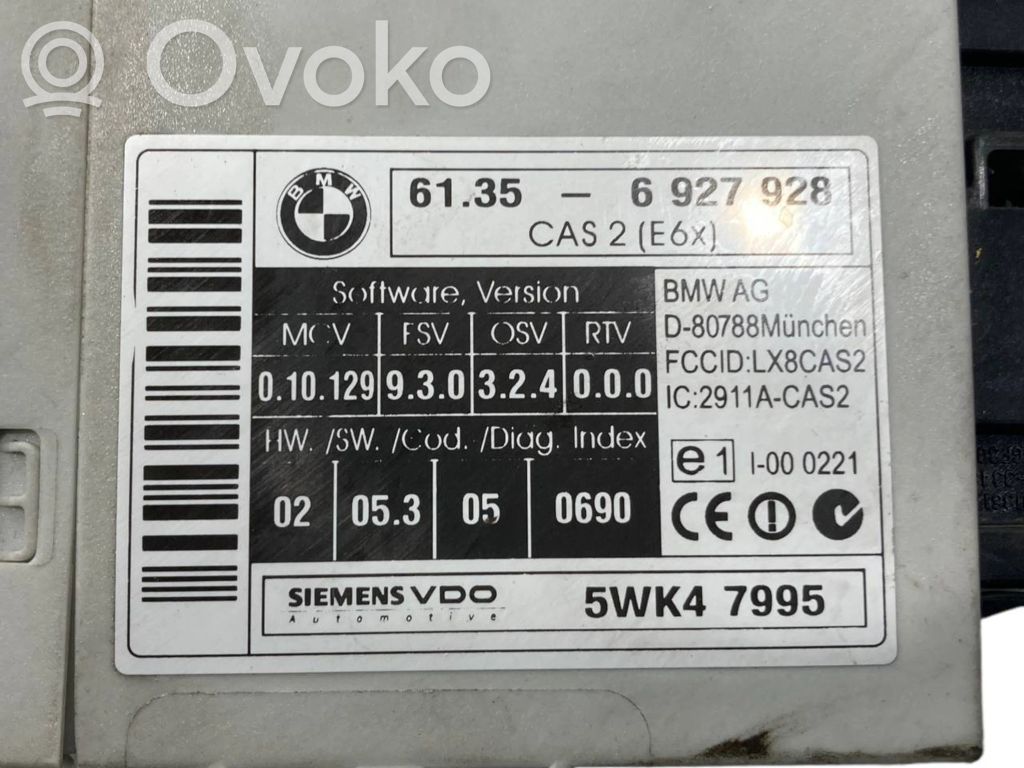 Ovoko
BMW
61.35 - 6 927 928
CAS 2 (E6x)
Software, Version
MCV FSV OSV RTV
0.10.129 9.3.0 3.2.4 0.0.0
HW. /SW. /Cod. /Diag. Index
02 05.3 05 0690
BMW AG
D-80788München
FCCID:LX8CAS2
IC:2911A-CAS2
e1 I-00 0221
CE
SIEMENS VDO
Automotive
5WK4 7995